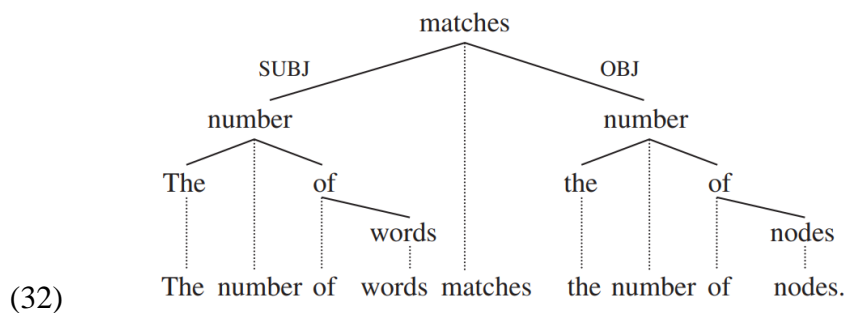 matches
SUBJ OBJ
number number
The of the of
words nodes
(32) The number of words matches the number of nodes.